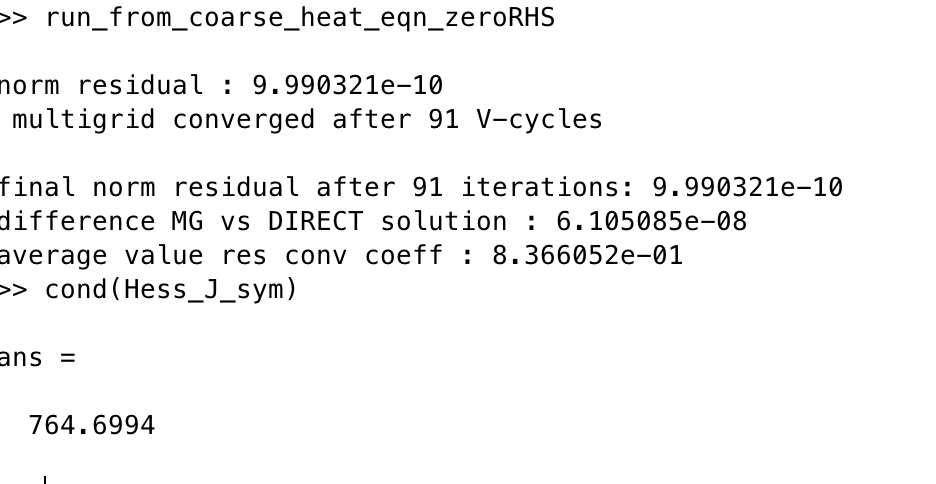 >> run_from_coarse_heat_eqn_zeroRHS
norm residual : 9.990321e-10
multigrid converged after 91 V-cycles
final norm residual after 91 iterations: 9.990321e-10
difference MG vs DIRECT solution : 6.105085e-08
average value res conv coeff : 8.366052e-01
>> cond(Hess_J_sym)
ans =
764.6994